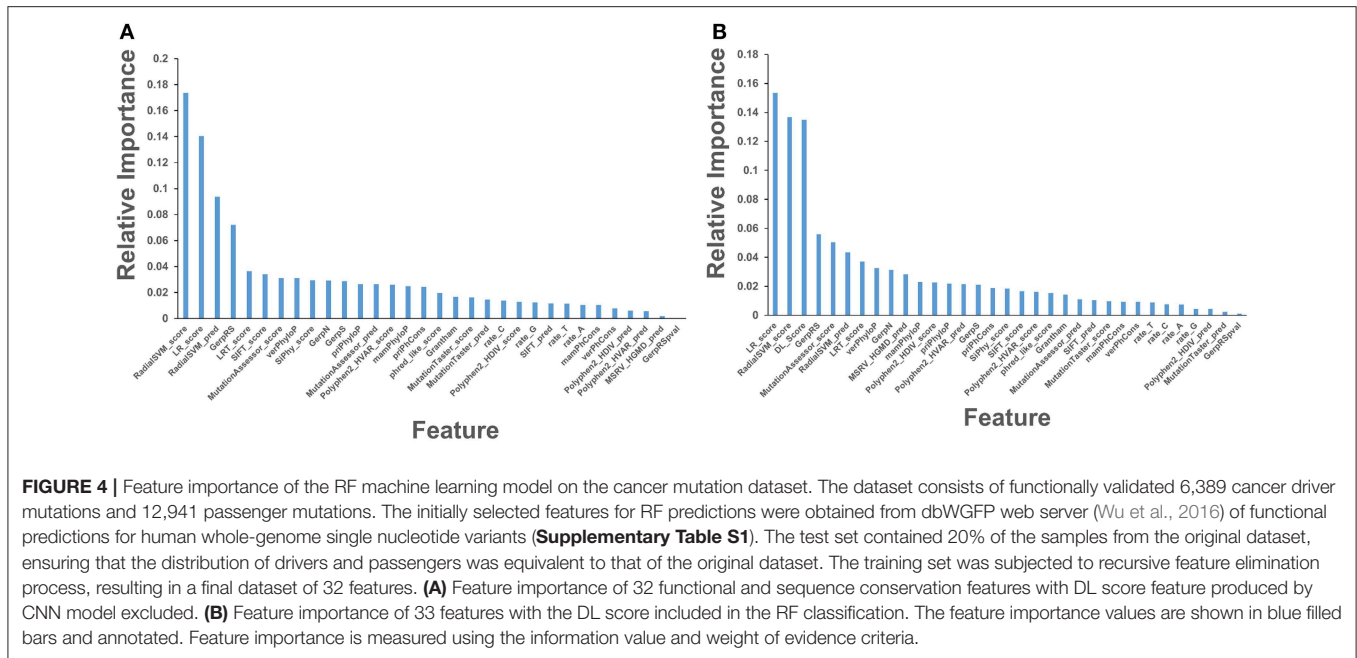 A
0.2
0.18
0.16
0.14
0.12
0.1
0.08
0.06
0.04
0.02
0
Relative Importance
RadialSVM_score
LR_score
RadialSVM_pred
GerpRS
LRT_score
SIFT_score
MutationAssessor_score
verPhyloP
SiPhy_score
GerpN
GerpS
priPhyloP
MutationAssessor_pred
Polyphen2_HVAR_score
mamPhyloP
priPhCons
phred_like_score
Grantham
MutationTaster_score
MutationTaster_pred
rate_C
Polyphen2_HDIV_score
rate_G
SIFT_pred
rate_T
rate_A
mamPhCons
verPhCons
Polyphen2_HDIV_pred
Polyphen2_HVAR_pred
MSRV_HGMD_pred
GerpRSpval
Feature
B
0.18
0.16
0.14
0.12
0.1
0.08
0.06
0.04
0.02
0
Relative Importance
LR_score
RadialSVM_score
DL_Score
GerpRS
MutationAssessor_score
RadialSVM_pred
LRT_score
verPhyloP
GerpN
MSRV_HGMD_pred
mamPhyloP
Polyphen2_HDIV_score
priPhyloP
Polyphen2_HVAR_pred
GerpS
priPhCons
SiPhy_score
SIFT_score
Polyphen2_HVAR_score
phred_like_score
Grantham
MutationAssessor_pred
SIFT_pred
MutationTaster_score
mamPhCons
verPhCons
rate_T
rate_C
rate_A
rate_G
Polyphen2_HDIV_pred
MutationTaster_pred
GerpRSpval
Feature
FIGURE 4 | Feature importance of the RF machine learning model on the cancer mutation dataset. The dataset consists of functionally validated 6,389 cancer driver
mutations and 12,941 passenger mutations. The initially selected features for RF predictions were obtained from dbWGFP web server (Wu et al., 2016) of functional
predictions for human whole-genome single nucleotide variants (Supplementary Table S1). The test set contained 20% of the samples from the original dataset,
ensuring that the distribution of drivers and passengers was equivalent to that of the original dataset. The training set was subjected to recursive feature elimination
process, resulting in a final dataset of 32 features. (A) Feature importance of 32 functional and sequence conservation features with DL score feature produced by
CNN model excluded. (B) Feature importance of 33 features with the DL score included in the RF classification. The feature importance values are shown in blue filled
bars and annotated. Feature importance is measured using the information value and weight of evidence criteria.